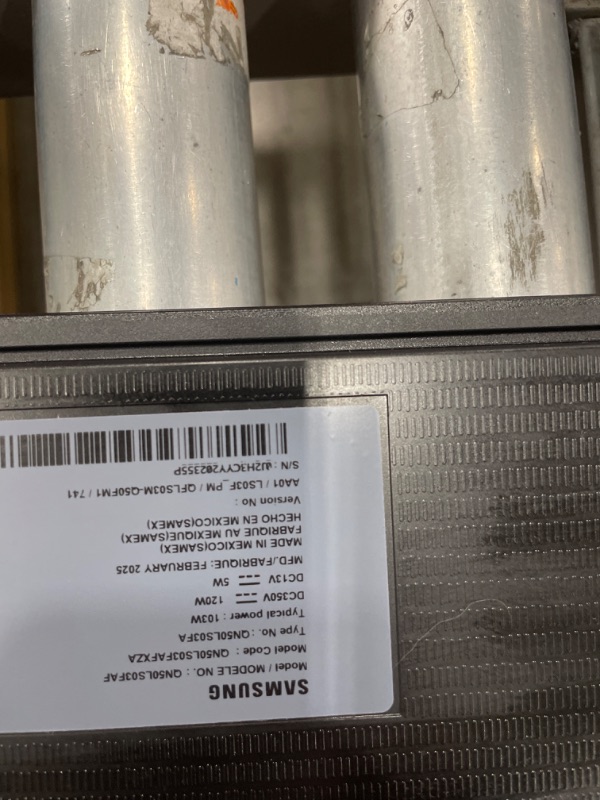 SAMSUNG
Model / MODELE NO. : QN50LS03FAF
Model Code : QN50LS03FAFXZA
Type No. : QN50LS03FA
Typical power : 103W
DC350V ⎓ 120W
DC13V ⎓ 5W
MFD./FABRIQUE: FEBRUARY 2025
MADE IN MEXICO(SAMEX)
FABRIQUE AU MEXIQUE(SAMEX)
HECHO EN MEXICO(SAMEX)
Version No :
AA01 / LS03F_PM / QFLS03M-Q50FM1 / 741
S/N : U2H3CYY202355P